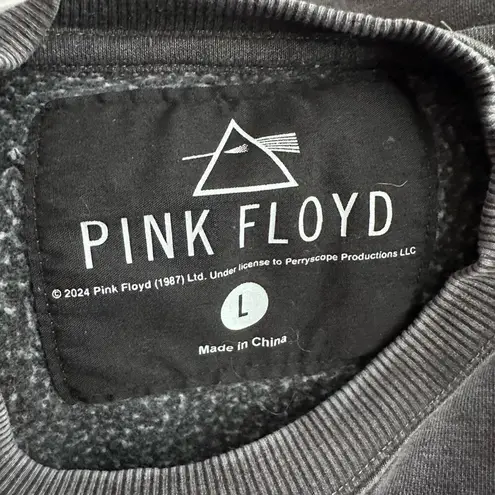 PINK FLOYD
© 2024 Pink Floyd (1987) Ltd. Under license to Perryscope Productions LLC
L
Made in China